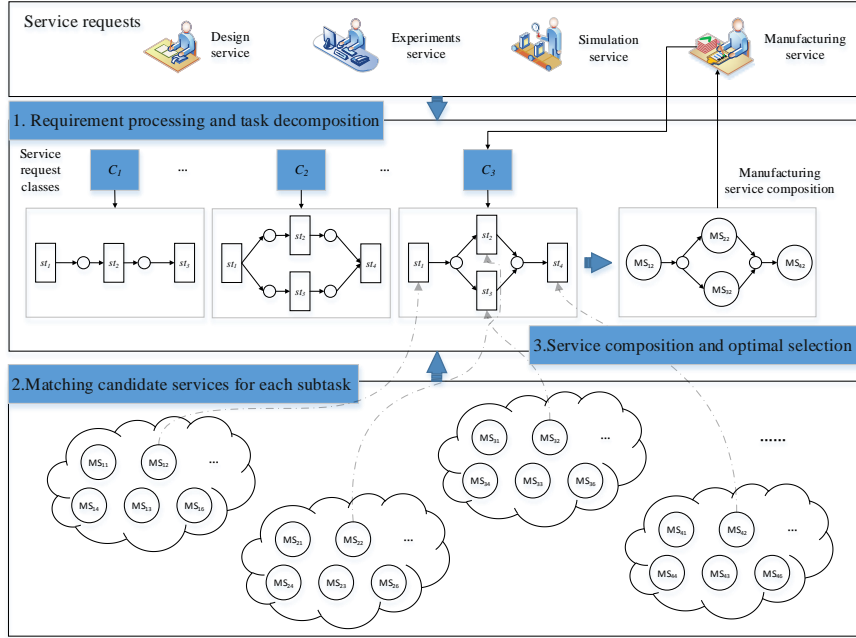 Service requests
Design
service
Experiments
service
Simulation
service
Manufacturing
service
1. Requirement processing and task decomposition
Service
request
classes
C1
...
C2
...
C3
Manufacturing
service composition
st1
st2
st3
st1
st2
st3
st4
st1
st2
st3
st4
MS12
MS22
MS32
MS42
3.Service composition and optimal selection
2.Matching candidate services for each subtask
MS11
MS12
...
MS14
MS13
MS16
MS21
MS22
...
MS24
MS23
MS26
MS31
MS32
...
MS34
MS33
MS36
......
MS41
MS42
...
MS44
MS43
MS46